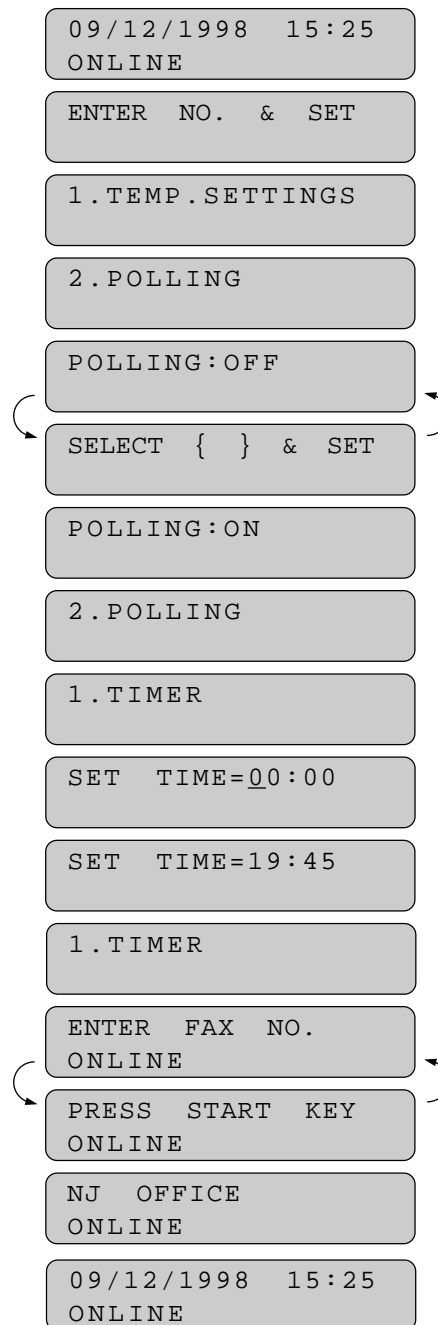 09/12/1998 15:25
ONLINE
ENTER NO. & SET
1.TEMP.SETTINGS
2.POLLING
POLLING:OFF
SELECT { } & SET
POLLING:ON
2.POLLING
1.TIMER
SET TIME=00:00
SET TIME=19:45
1.TIMER
ENTER FAX NO.
ONLINE
PRESS START KEY
ONLINE
NJ OFFICE
ONLINE
09/12/1998 15:25
ONLINE